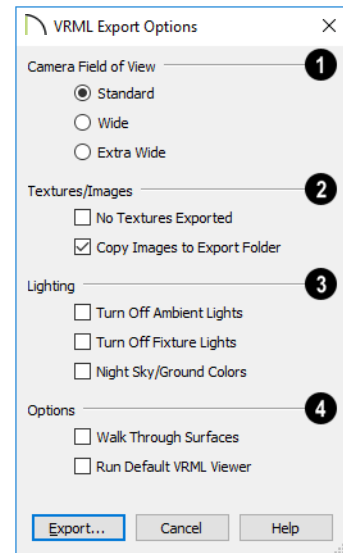 VRML Export Options
Camera Field of View 1
Standard
Wide
Extra Wide
Textures/Images 2
No Textures Exported
Copy Images to Export Folder
Lighting 3
Turn Off Ambient Lights
Turn Off Fixture Lights
Night Sky/Ground Colors
Options 4
Walk Through Surfaces
Run Default VRML Viewer
Export... Cancel Help